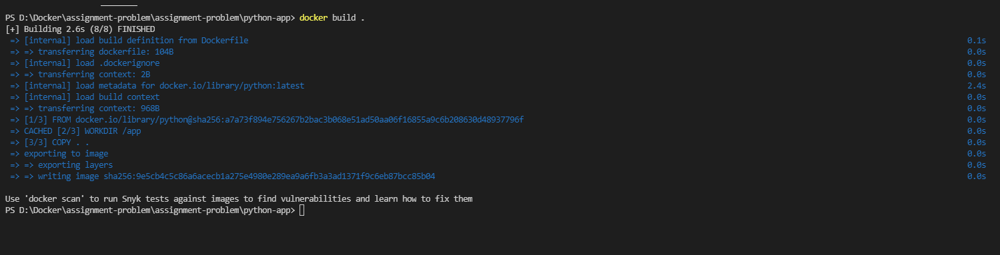 PS D:\Docker\assignment-problem\assignment-problem\python-app> docker build .
[+] Building 2.6s (8/8) FINISHED
=> [internal] load build definition from Dockerfile 0.1s
=> => transferring dockerfile: 104B 0.0s
=> [internal] load .dockerignore 0.0s
=> => transferring context: 2B 0.0s
=> [internal] load metadata for docker.io/library/python:latest 2.4s
=> [internal] load build context 0.0s
=> => transferring context: 968B 0.0s
=> [1/3] FROM docker.io/library/python@sha256:a7a73f894e756267b2bac3b068e51ad50aa06f16855a9c6b208630d48937796f 0.0s
=> CACHED [2/3] WORKDIR /app 0.0s
=> [3/3] COPY . . 0.0s
=> exporting to image 0.0s
=> => exporting layers 0.0s
=> => writing image sha256:9e5cb4c5c86a6acecb1a275e4980e289ea9a6fb3a3ad1371f9c6eb87bcc85b04 0.0s
Use 'docker scan' to run Snyk tests against images to find vulnerabilities and learn how to fix them
PS D:\Docker\assignment-problem\assignment-problem\python-app>